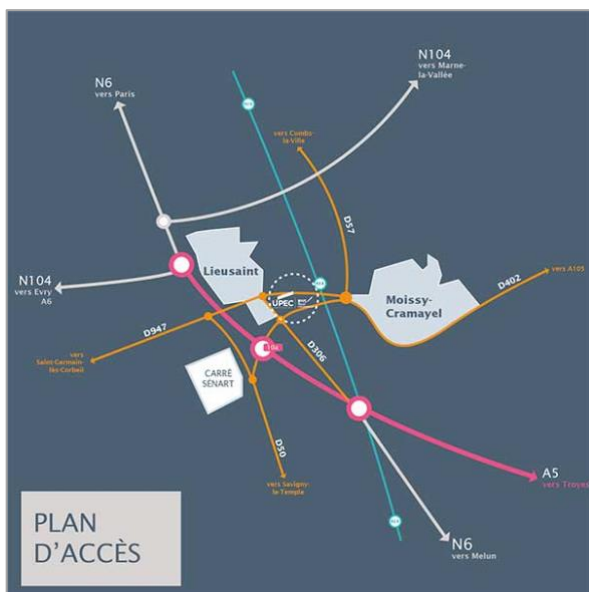 N104
vers Marne-
la-Vallée
N6
vers Paris
vers Combs-
la-Ville
D57
Lieusaint
UPEC
Moissy-
Cramayel
vers A105
D402
N104
vers Evry
A6
D947
vers
Saint-Germain-
lès-Corbeil
D306
CARRÉ
SÉNART
D50
vers Savigny-
le-Temple
A5
vers Troyes
N6
vers Melun
PLAN
D'ACCÈS